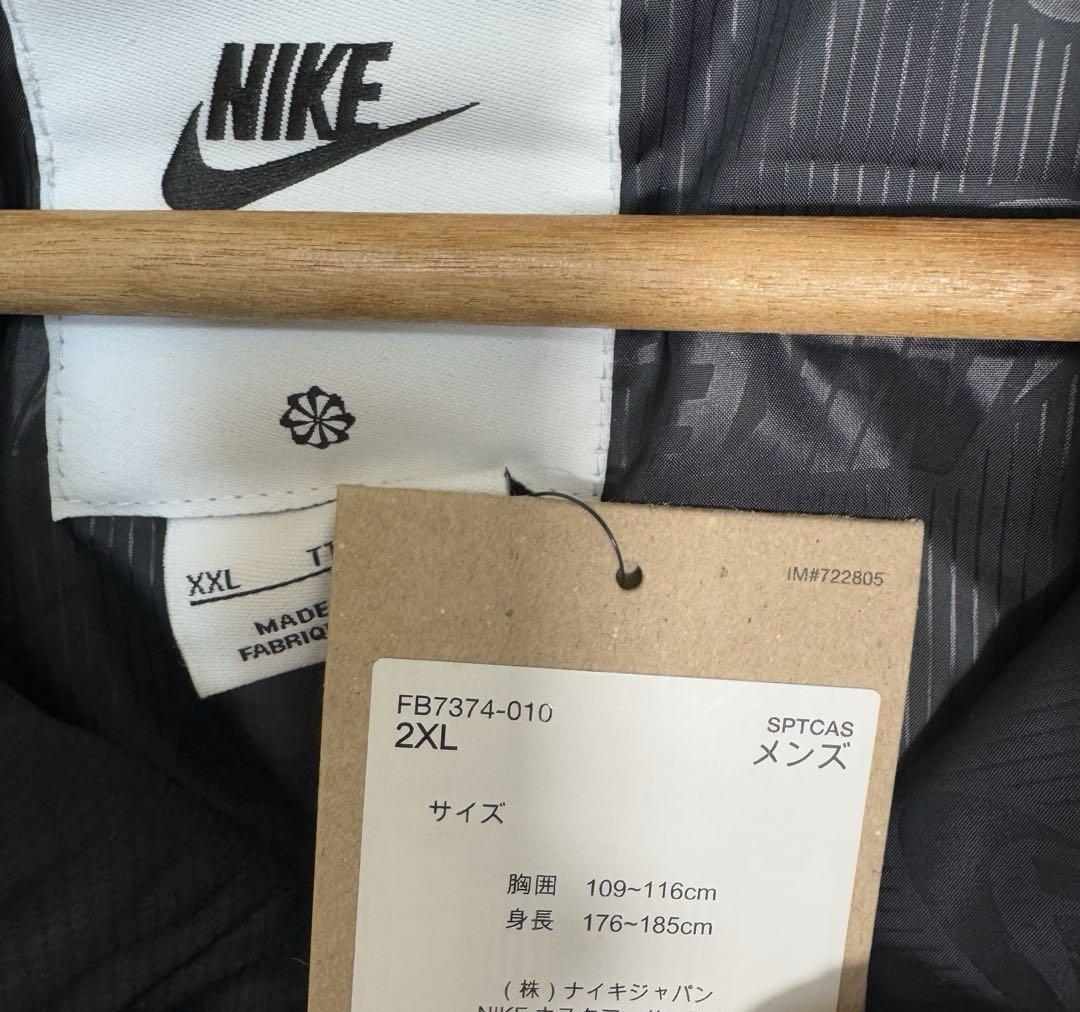 NIKE
XXL
MADE
IM#722805
FB7374-010
2XL
SPTCAS
メンズ
サイズ
胸囲 109~116cm
身長 176~185cm
(株)ナイキジャパン
NIKE